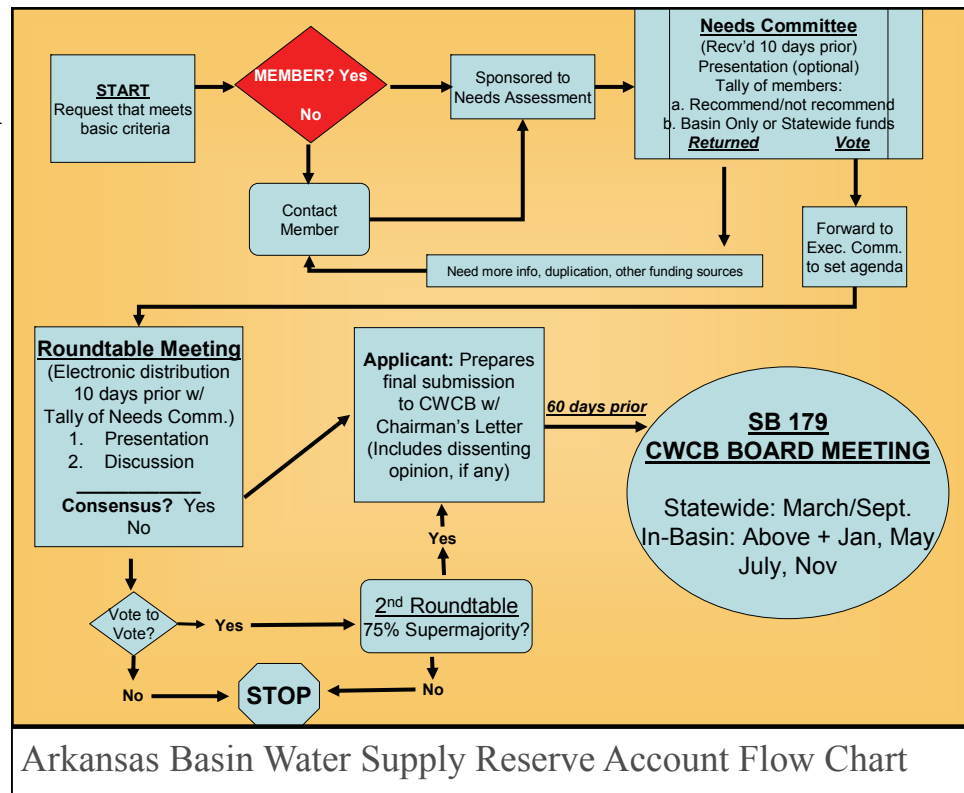 START
Request that meets
basic criteria
MEMBER? Yes
No
Sponsored to
Needs Assessment
Needs Committee
(Recv'd 10 days prior)
Presentation (optional)
Tally of members:
a. Recommend/not recommend
b. Basin Only or Statewide funds
Returned Vote
Contact
Member
Forward to
Exec. Comm.
to set agenda
Need more info, duplication, other funding sources
Roundtable Meeting
(Electronic distribution
10 days prior w/
Tally of Needs Comm.)
1. Presentation
2. Discussion
Consensus? Yes
No
Applicant: Prepares
final submission
to CWCB w/
Chairman's Letter
(Includes dissenting
opinion, if any)
60 days prior
SB 179
CWCB BOARD MEETING
Statewide: March/Sept.
In-Basin: Above + Jan, May
July, Nov
Yes
Vote to
Vote?
Yes
2nd Roundtable
75% Supermajority?
No
STOP
No
Arkansas Basin Water Supply Reserve Account Flow Chart